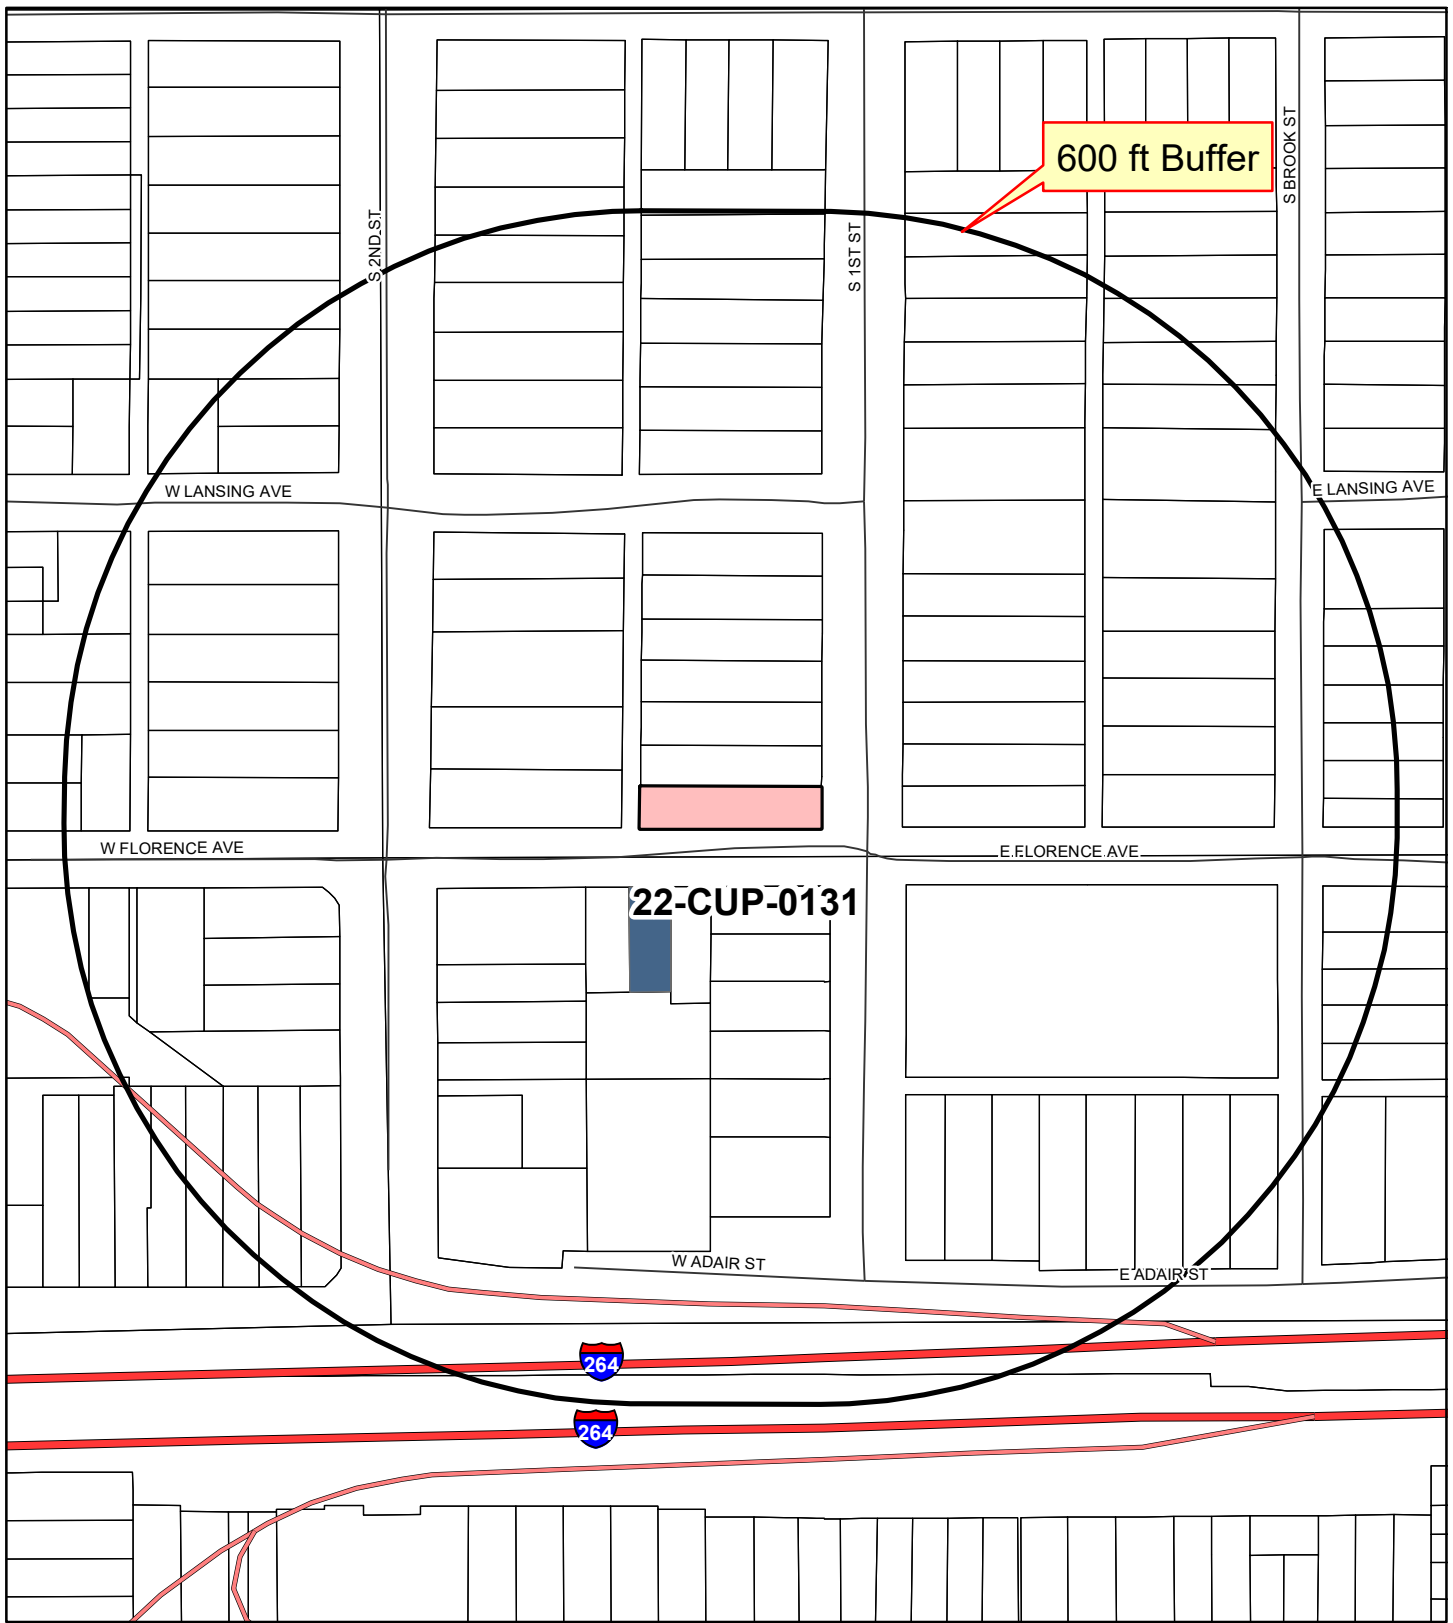 S BROOK ST
600 ft Buffer
S 2ND ST
S 1ST ST
W LANSING AVE
E LANSING AVE
W FLORENCE AVE
E FLORENCE AVE
22-CUP-0131
W ADAIR ST
E ADAIR ST
264
264